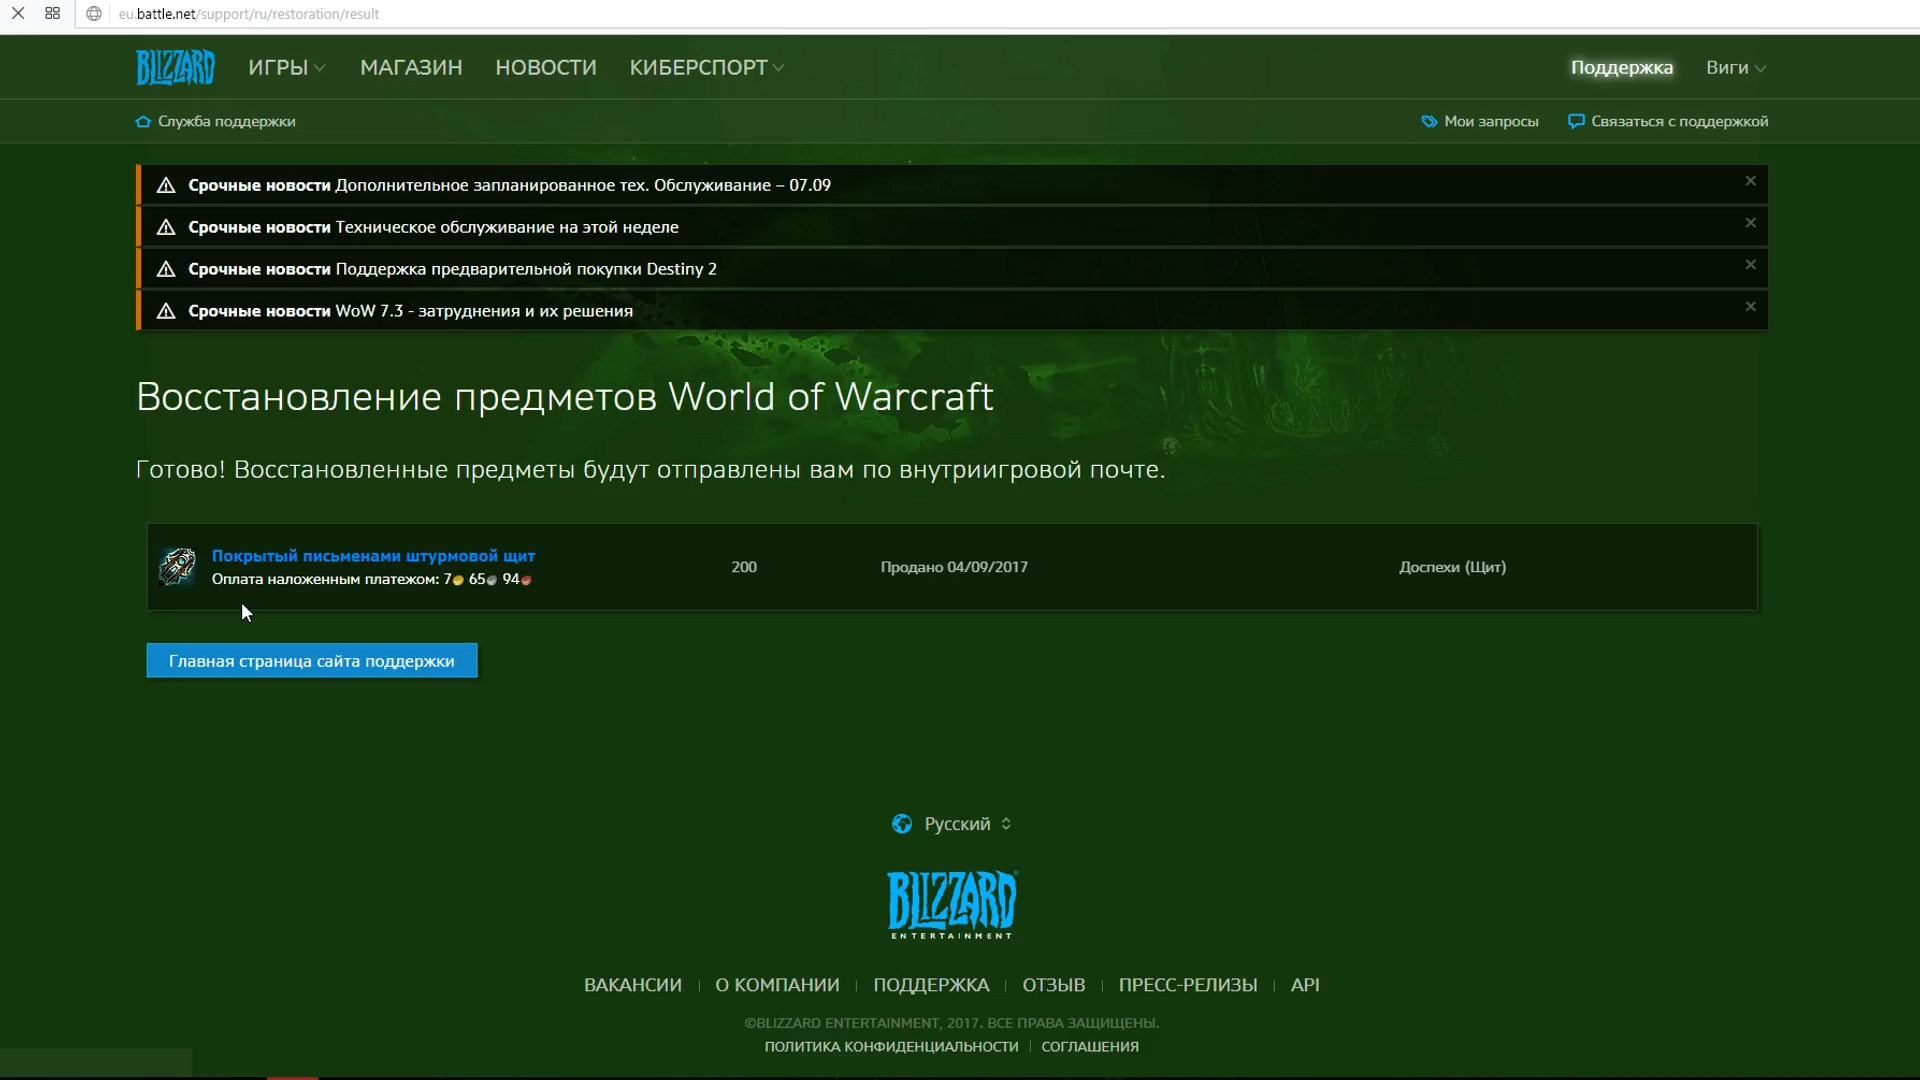 eu.battle.net/support/ru/restoration/result
BLIZZARD ИГРЫ МАГАЗИН НОВОСТИ КИБЕРСПОРТ Поддержка Виги
Служба поддержки Мои запросы Связаться с поддержкой
Срочные новости Дополнительное запланированное тех. Обслуживание – 07.09
Срочные новости Техническое обслуживание на этой неделе
Срочные новости Поддержка предварительной покупки Destiny 2
Срочные новости WoW 7.3 - затруднения и их решения
Восстановление предметов World of Warcraft
Готово! Восстановленные предметы будут отправлены вам по внутриигровой почте.
Покрытый письменами штурмовой щит
Оплата наложенным платежом: 7 65 94
200 Продано 04/09/2017 Доспехи (Щит)
Главная страница сайта поддержки
Русский
BLIZZARD
ENTERTAINMENT
ВАКАНСИИ | О КОМПАНИИ | ПОДДЕРЖКА | ОТЗЫВ | ПРЕСС-РЕЛИЗЫ | API
©BLIZZARD ENTERTAINMENT, 2017. ВСЕ ПРАВА ЗАЩИЩЕНЫ.
ПОЛИТИКА КОНФИДЕНЦИАЛЬНОСТИ | СОГЛАШЕНИЯ